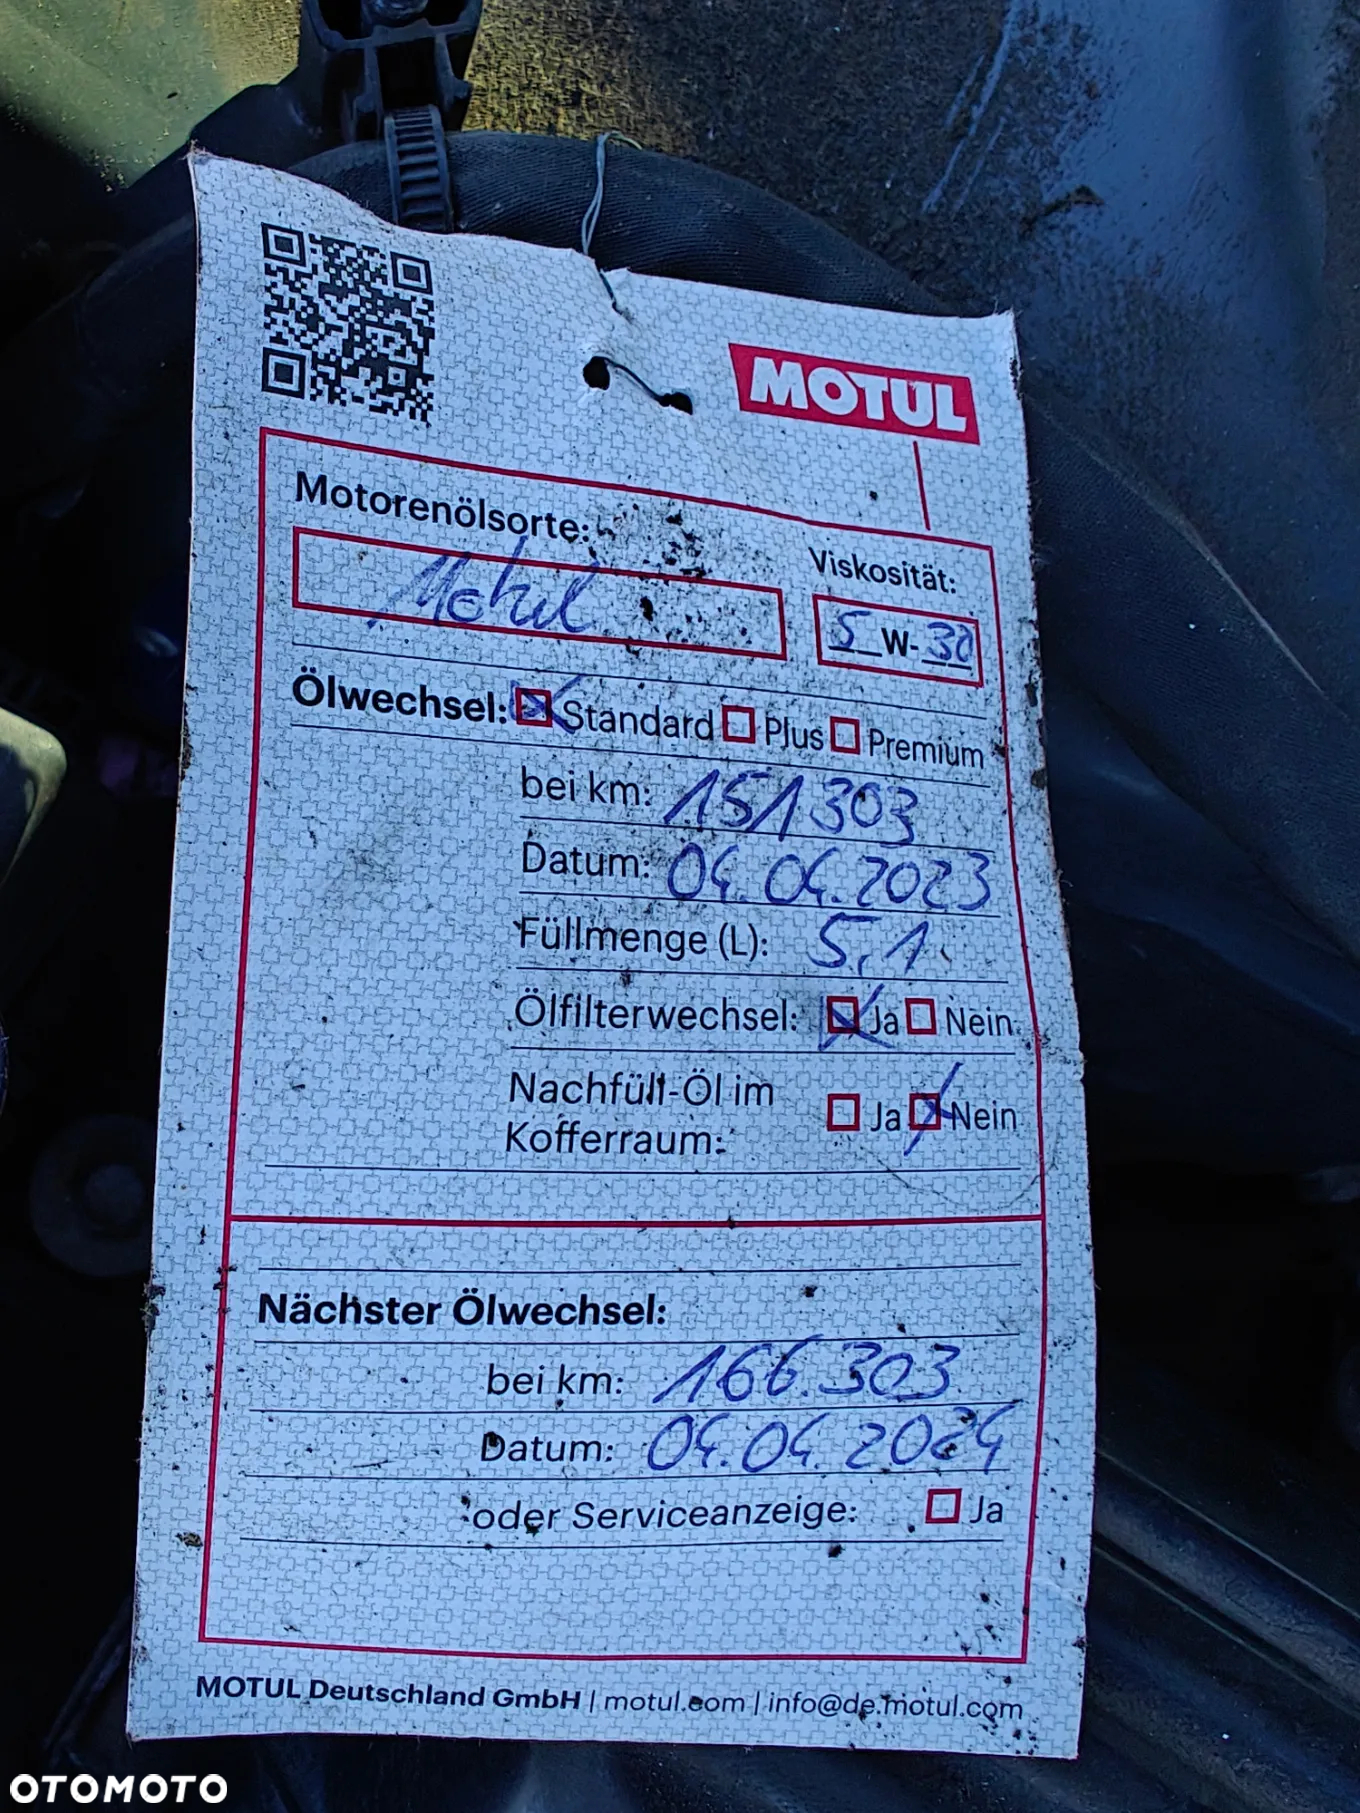 MOTUL
Motorenölsorte:
Viskosität:
Motul
5 W-30
Ölwechsel: Standard Plus Premium
bei km: 151303
Datum: 04.04.2023
Füllmenge (L): 5,1
Ölfilterwechsel: Ja Nein
Nachfüll-Öl im
Kofferraum: Ja Nein
Nächster Ölwechsel:
bei km: 166.303
Datum: 04.04.2024
oder Serviceanzeige: Ja
MOTUL Deutschland GmbH | motul.com | info@de.motul.com
OTOMOTO